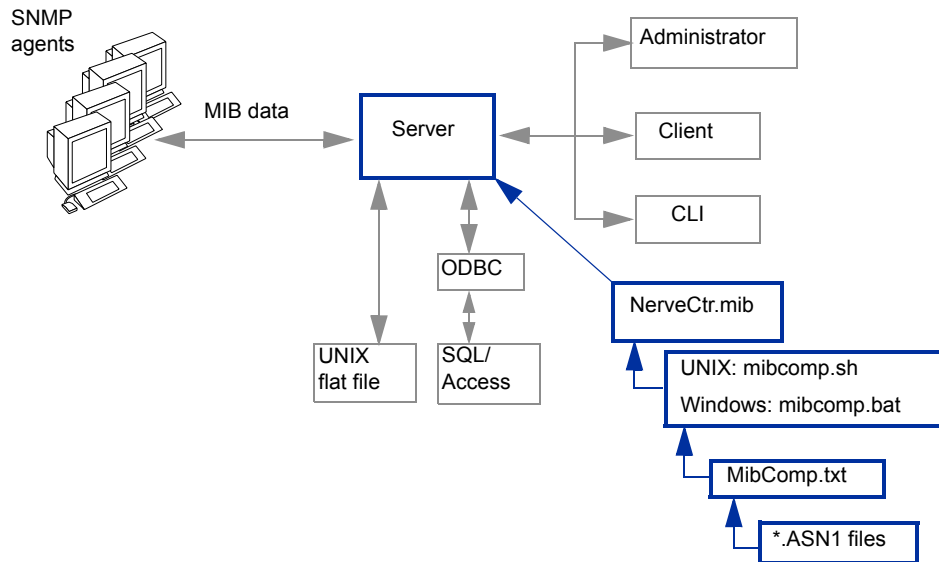 SNMP
agents
MIB data
Server
Administrator
Client
CLI
ODBC
UNIX
flat file
SQL/
Access
NerveCtr.mib
UNIX: mibcomp.sh
Windows: mibcomp.bat
MibComp.txt
*.ASN1 files